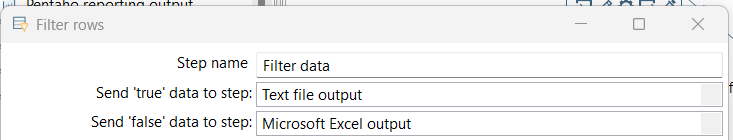 Pentaho reporting output
Filter rows
Step name Filter data
Send 'true' data to step: Text file output
Send 'false' data to step: Microsoft Excel output